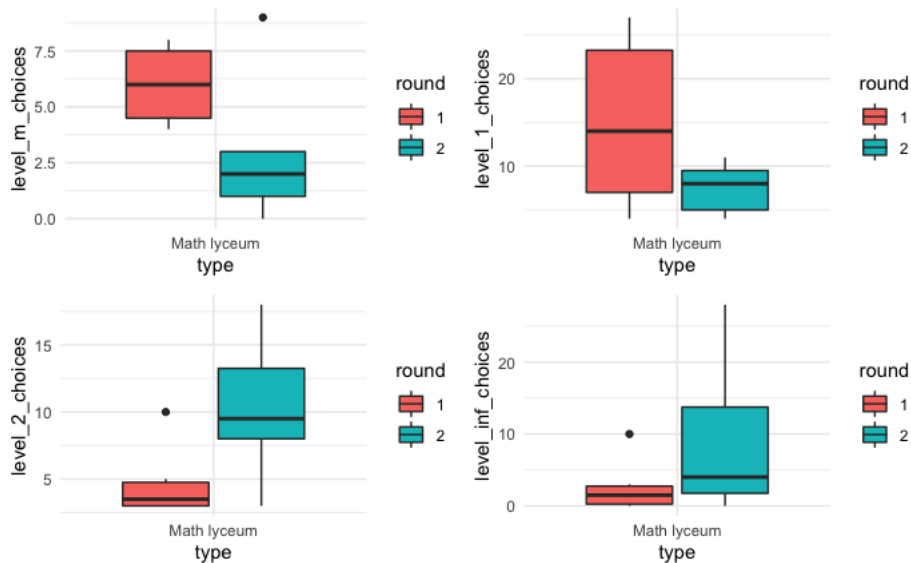 level_m_choices
7.5
5.0
2.5
0.0
Math lyceum
type
round
1
2
level_1_choices
20
10
Math lyceum
type
round
1
2
level_2_choices
15
10
5
Math lyceum
type
round
1
2
level_inf_choices
20
10
0
Math lyceum
type
round
1
2